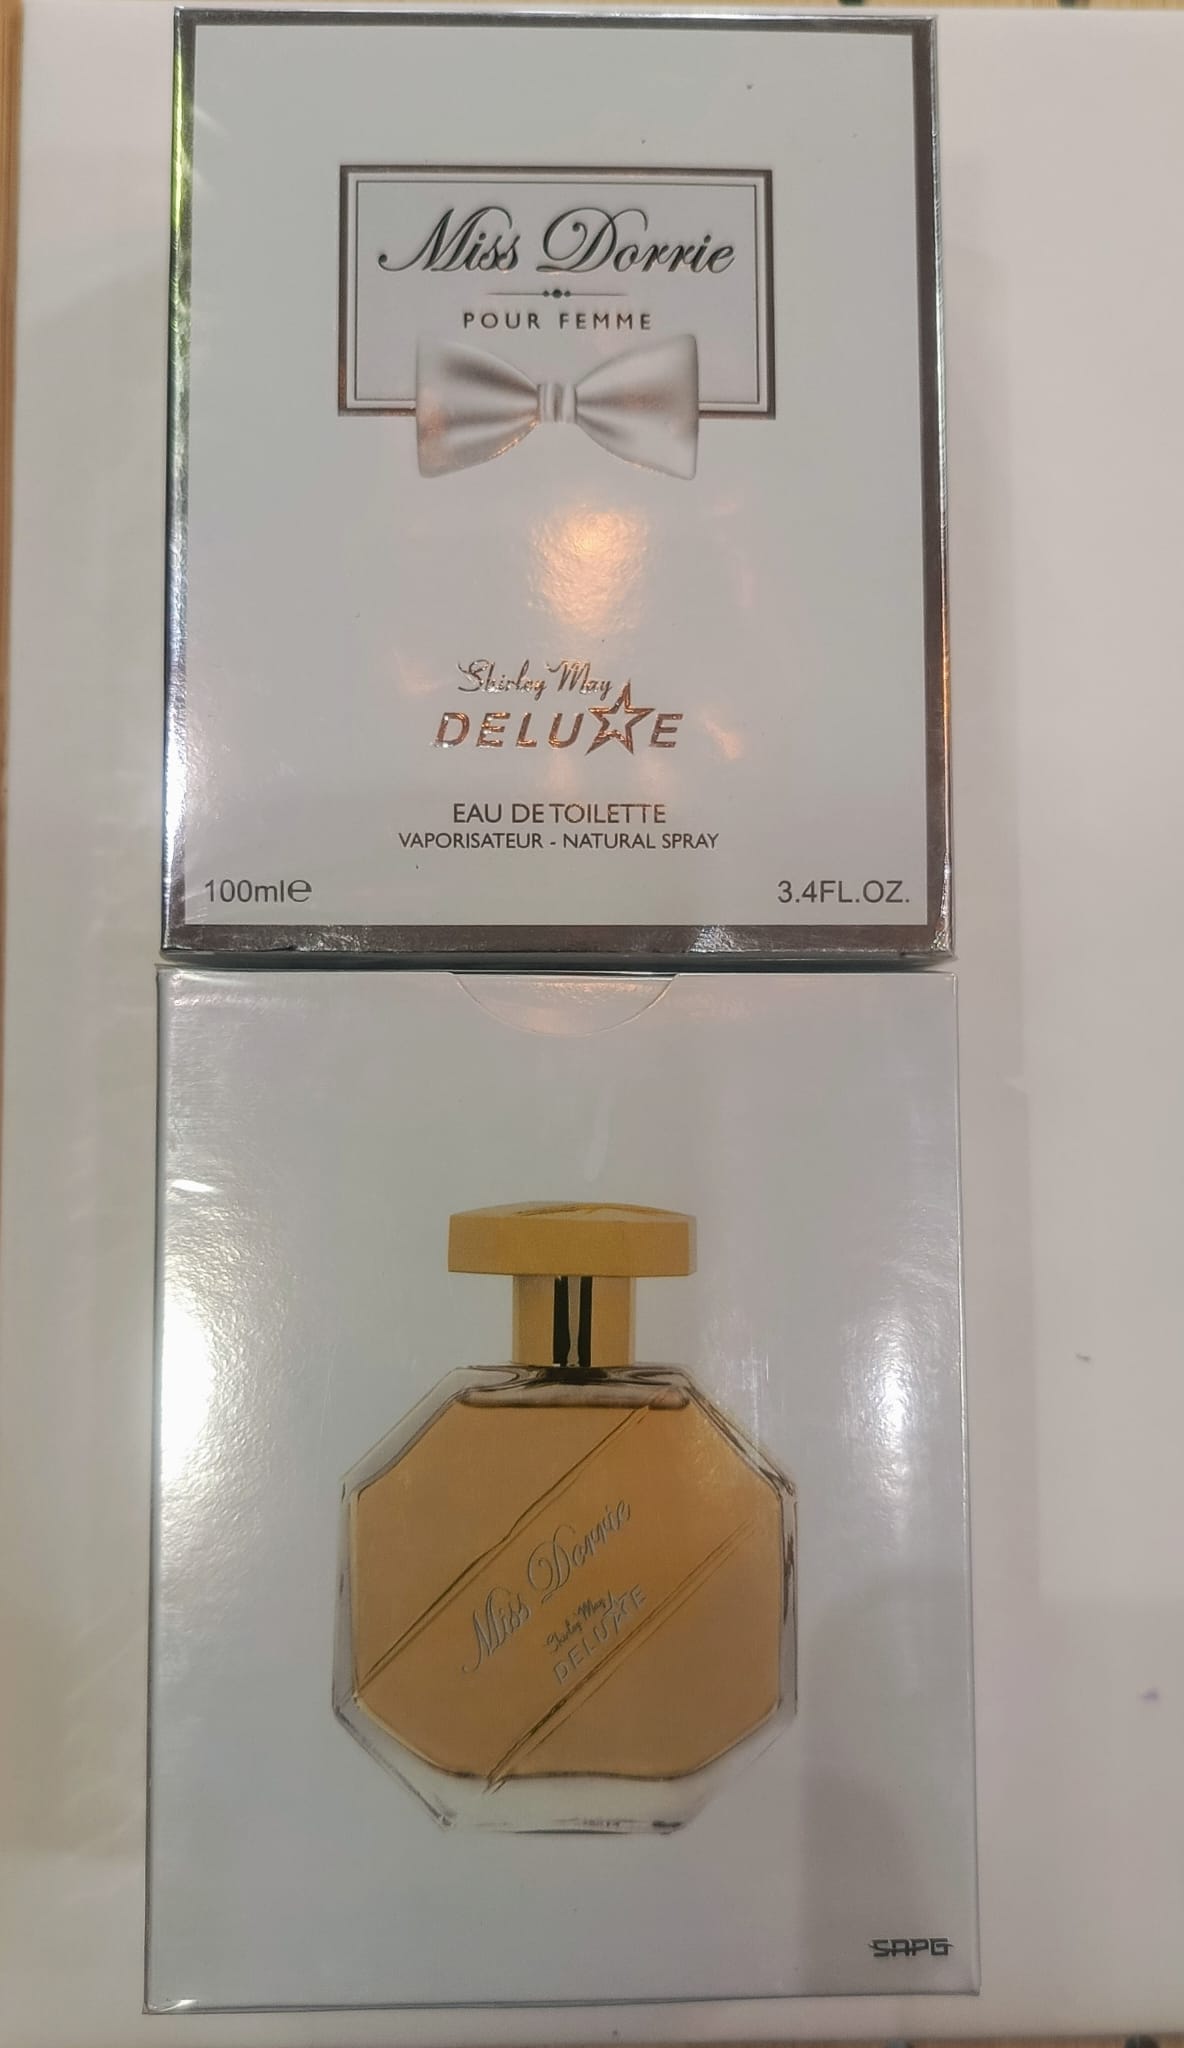 Miss Dorrie
POUR FEMME
Shirley May
DELUXE
EAU DE TOILETTE
VAPORISATEUR - NATURAL SPRAY
100ml℮
3.4FL.OZ.
Miss Dorrie
Shirley May
DELUXE
SAPG